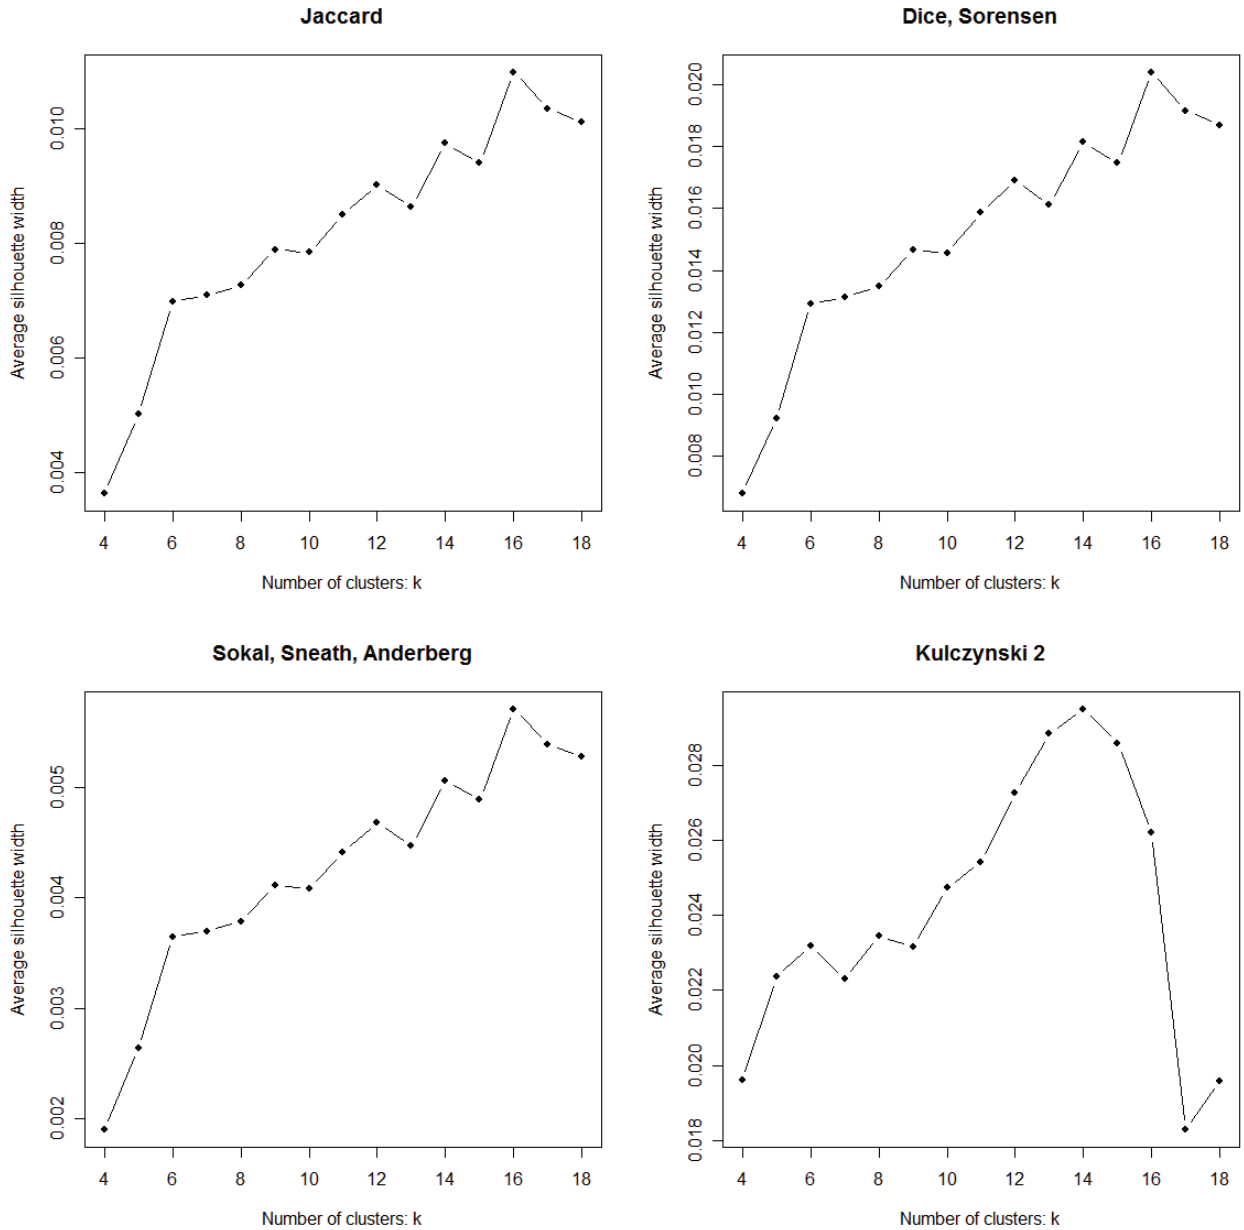 Jaccard
Average silhouette width
0.010
0.008
0.006
0.004
4 6 8 10 12 14 16 18
Number of clusters: k
Dice, Sorensen
Average silhouette width
0.020
0.018
0.016
0.014
0.012
0.010
0.008
4 6 8 10 12 14 16 18
Number of clusters: k
Sokal, Sneath, Anderberg
Average silhouette width
0.005
0.004
0.003
0.002
4 6 8 10 12 14 16 18
Number of clusters: k
Kulczynski 2
Average silhouette width
0.028
0.026
0.024
0.022
0.020
0.018
4 6 8 10 12 14 16 18
Number of clusters: k